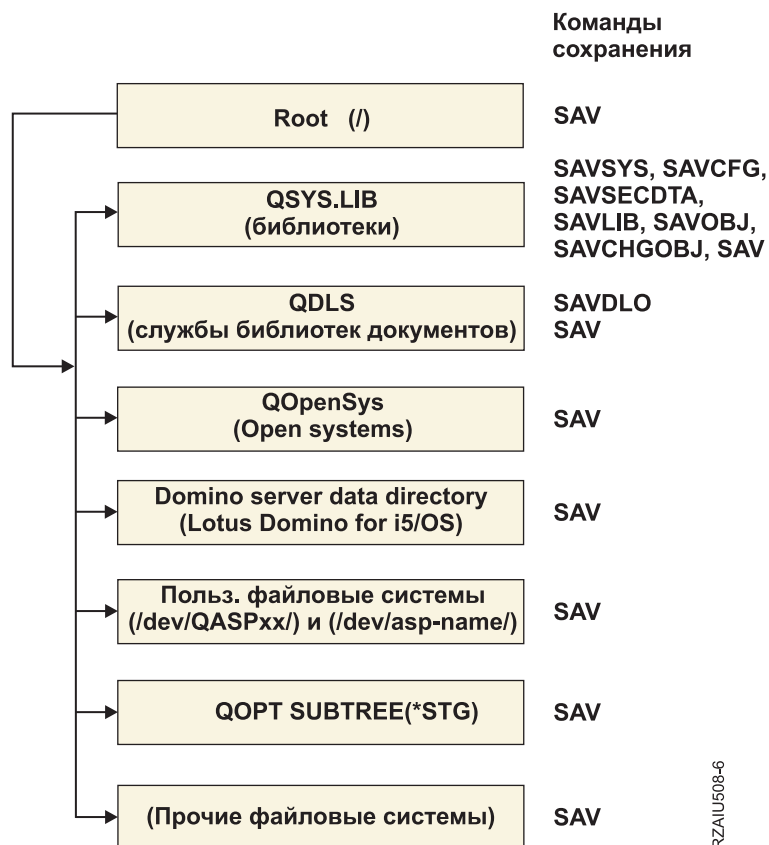 Команды
сохранения
Root (/)
SAV
QSYS.LIB
(библиотеки)
SAVSYS, SAVCFG,
SAVSECDTA,
SAVLIB, SAVOBJ,
SAVCHGOBJ, SAV
QDLS
(службы библиотек документов)
SAVDLO
SAV
QOpenSys
(Open systems)
SAV
Domino server data directory
(Lotus Domino for i5/OS)
SAV
Польз. файловые системы
(/dev/QASPxx/) и (/dev/asp-name/)
SAV
QOPT SUBTREE(*STG)
SAV
(Прочие файловые системы)
SAV
RZAIU508-6